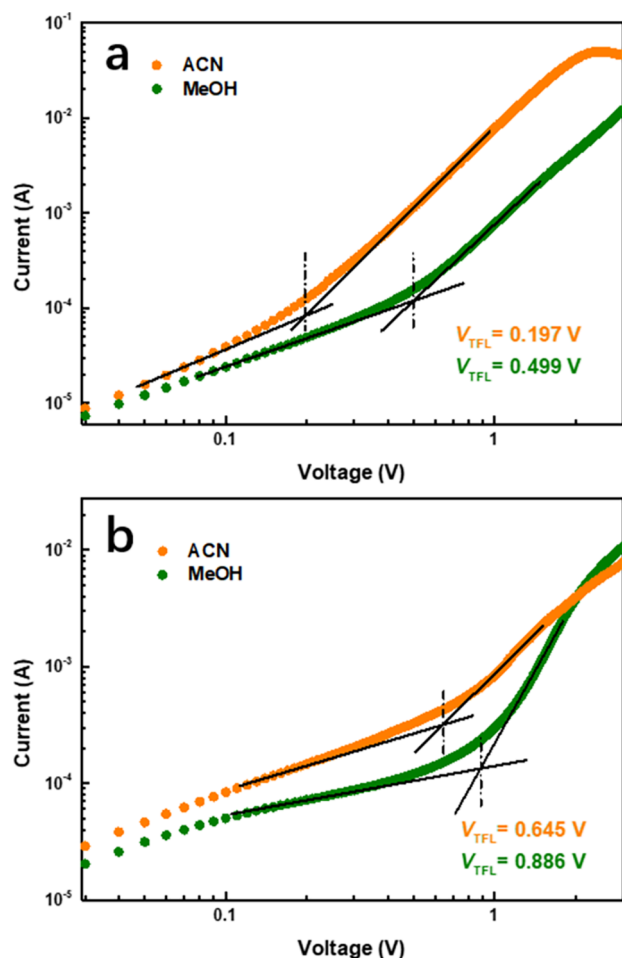 a
ACN
MeOH
10⁻¹
10⁻²
10⁻³
10⁻⁴
10⁻⁵
Current (A)
V_TFL = 0.197 V
V_TFL = 0.499 V
0.1
1
Voltage (V)
b
ACN
MeOH
10⁻²
10⁻³
10⁻⁴
10⁻⁵
Current (A)
V_TFL = 0.645 V
V_TFL = 0.886 V
0.1
1
Voltage (V)